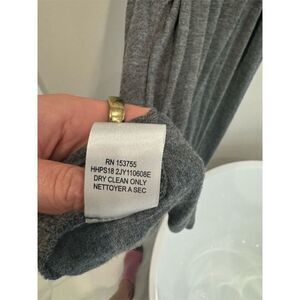 RN 153755
HHPS18 2JY110608E
DRY CLEAN ONLY
NETTOYER A SEC